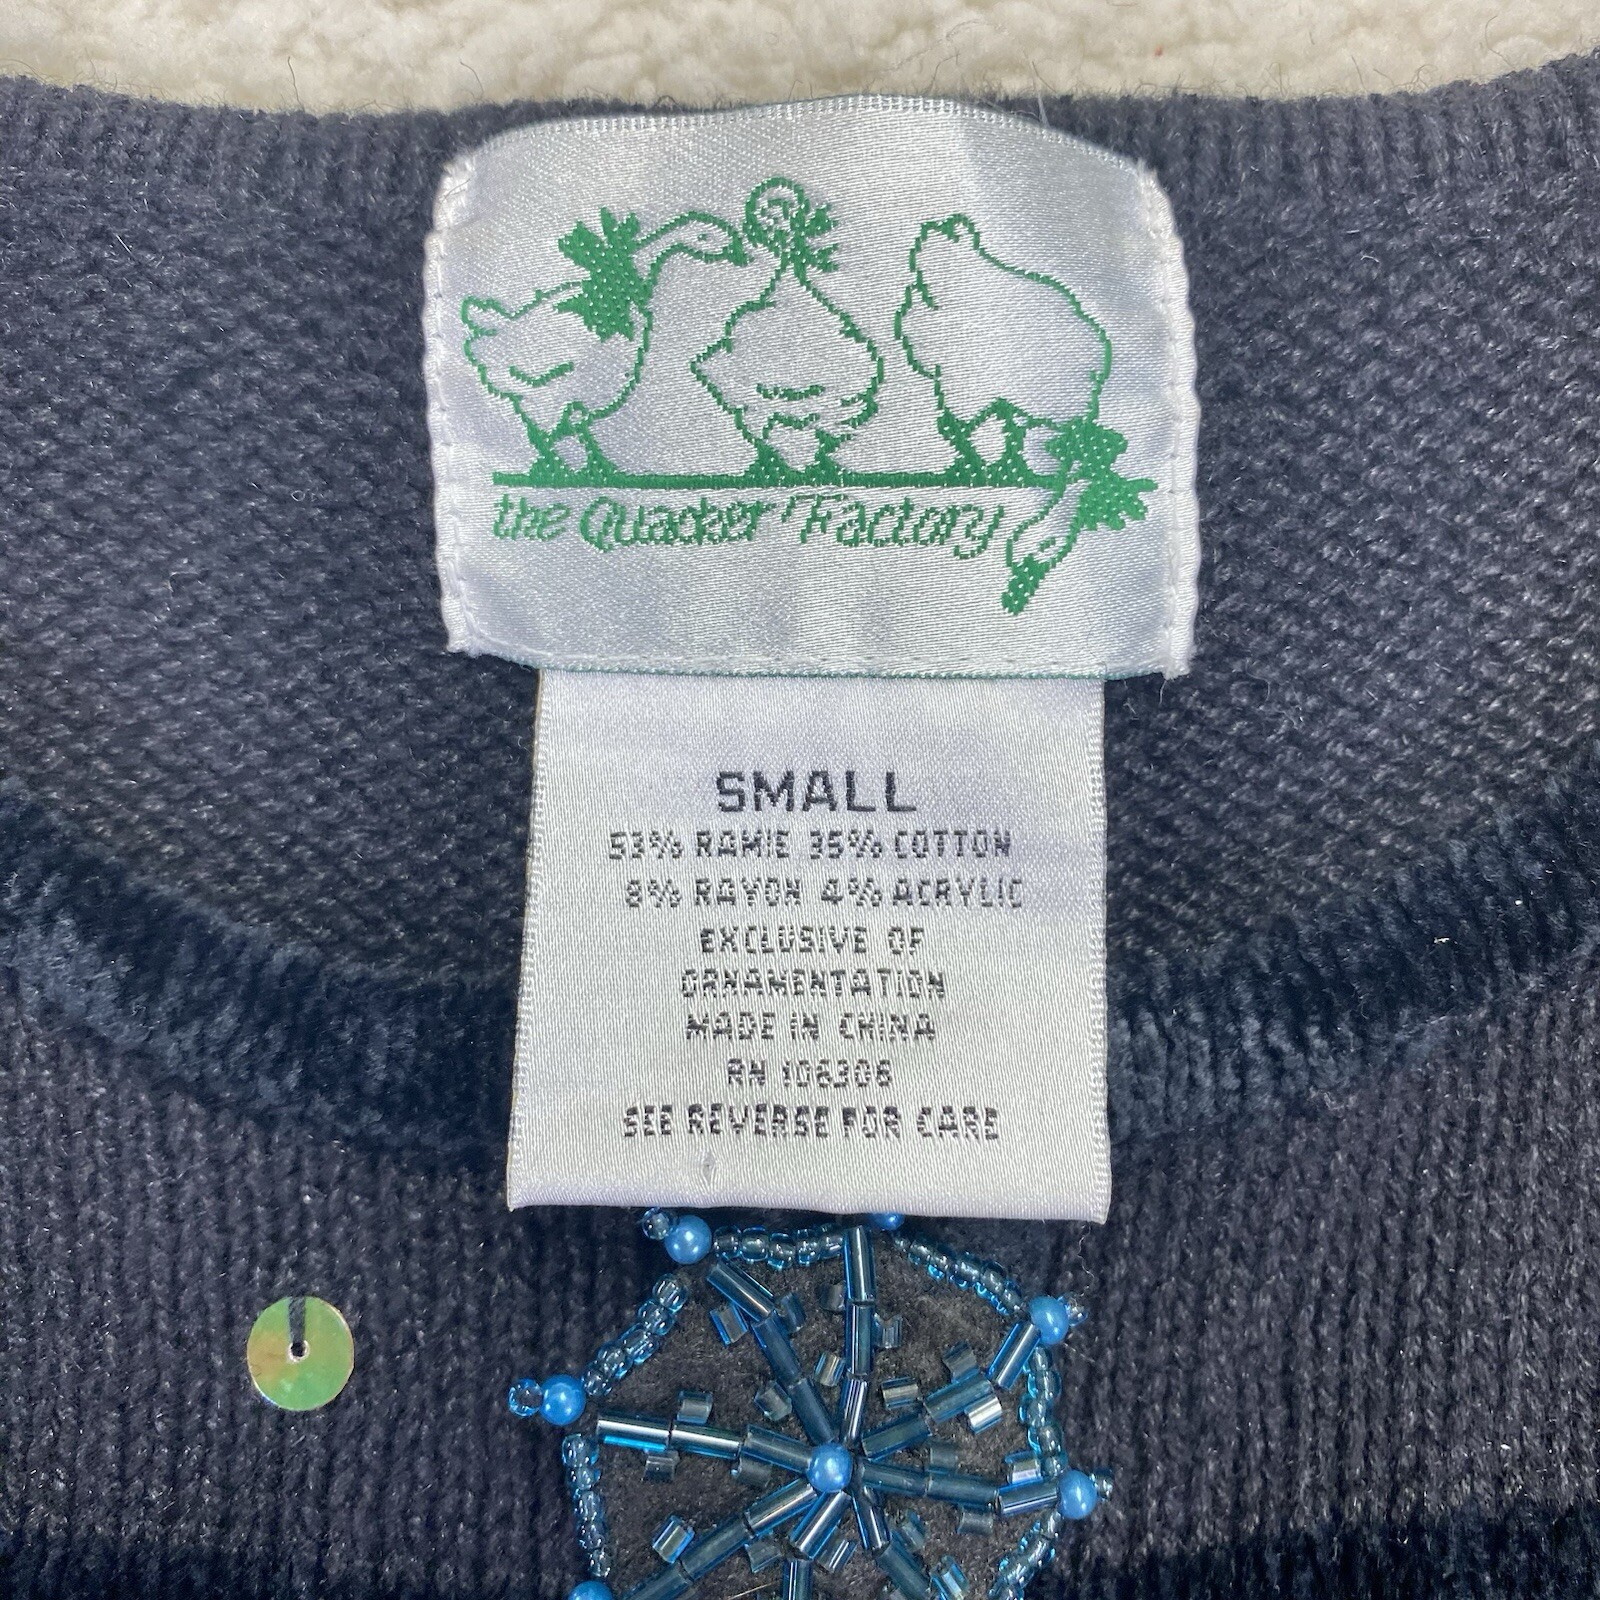 the Quacker Factory
SMALL
53% RAMIE 35% COTTON
8% RAYON 4% ACRYLIC
EXCLUSIVE OF
ORNAMENTATION
MADE IN CHINA
RN 106306
SEE REVERSE FOR CARE